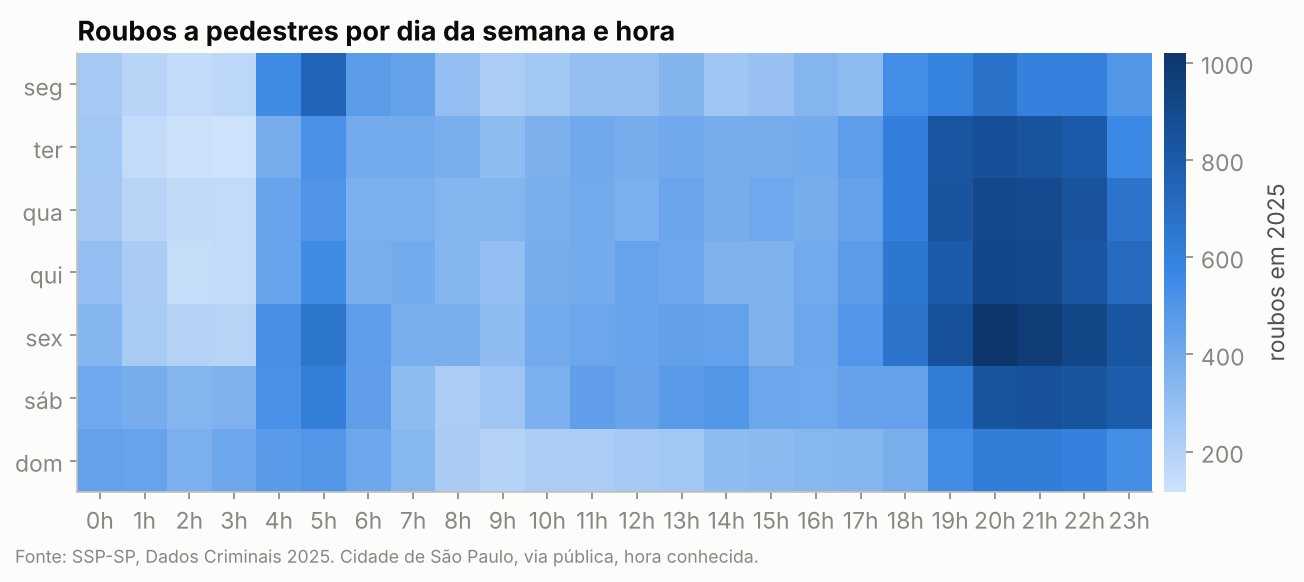 Roubos a pedestres por dia da semana e hora
seg
ter
qua
qui
sex
sáb
dom
0h 1h 2h 3h 4h 5h 6h 7h 8h 9h 10h 11h 12h 13h 14h 15h 16h 17h 18h 19h 20h 21h 22h 23h
1000
800
600
400
200
roubos em 2025
Fonte: SSP-SP, Dados Criminais 2025. Cidade de São Paulo, via pública, hora conhecida.